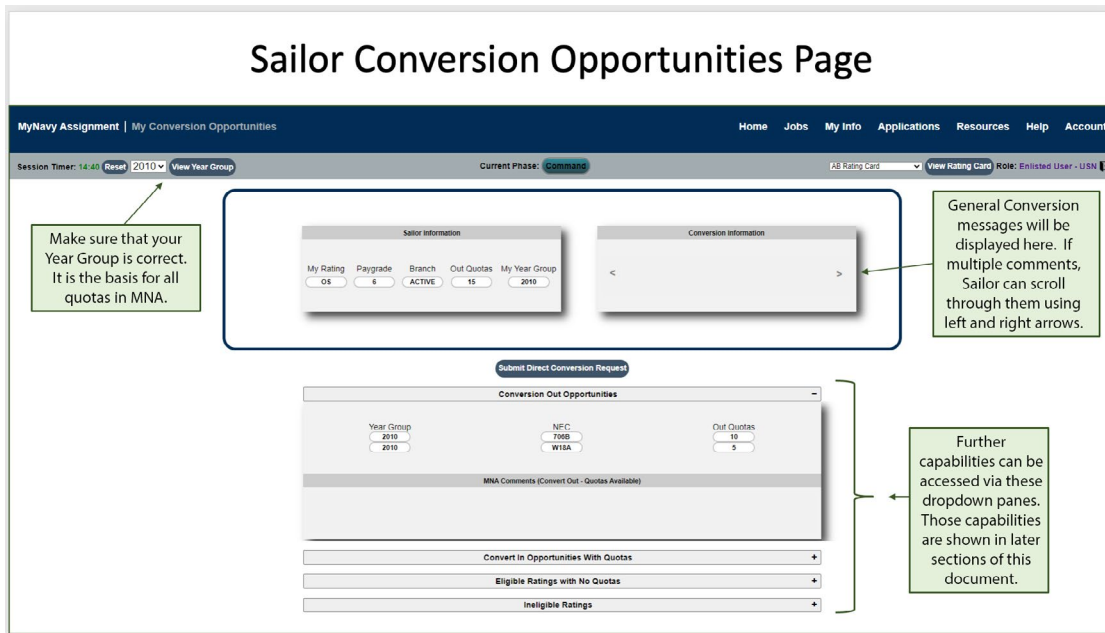 Sailor Conversion Opportunities Page
MyNavy Assignment | My Conversion Opportunities
Home Jobs My Info Applications Resources Help Account
Session Timer: 14:40 Reset 2010 View Year Group
Current Phase: Command
AB Rating Card View Rating Card Role: Enlisted User - USN
Make sure that your
Year Group is correct.
It is the basis for all
quotas in MNA.
Sailor Information
My Rating Paygrade Branch Out Quotas My Year Group
OS 6 ACTIVE 15 2010
Conversion Information
< >
General Conversion
messages will be
displayed here. If
multiple comments,
Sailor can scroll
through them using
left and right arrows.
Submit Direct Conversion Request
Conversion Out Opportunities -
Year Group NEC Out Quotas
2010 706B 10
2010 W18A 5
MNA Comments (Convert Out - Quotas Available)
Convert In Opportunities With Quotas +
Eligible Ratings with No Quotas +
Ineligible Ratings +
Further
capabilities can be
accessed via these
dropdown panes.
Those capabilities
are shown in later
sections of this
document.